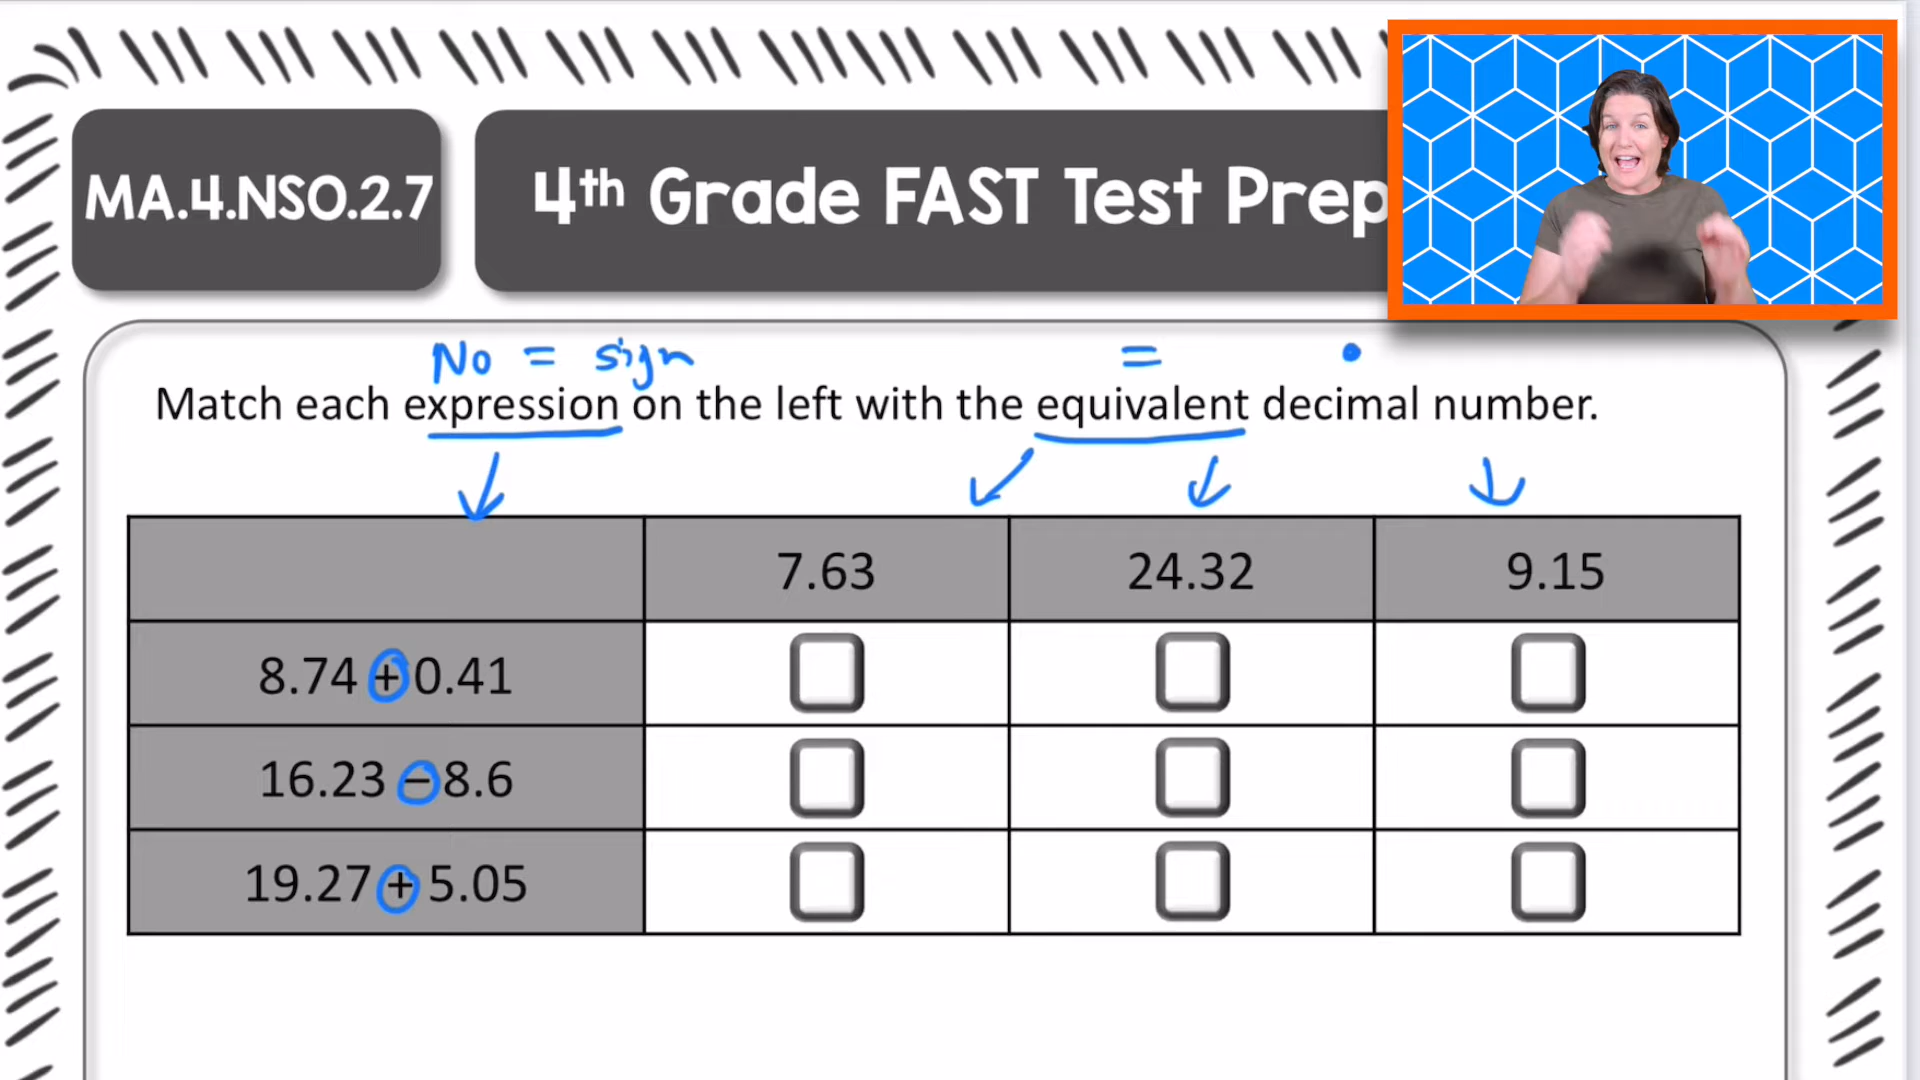 MA.4.NSO.2.7
4th Grade FAST Test Prep
No = sign
=
Match each expression on the left with the equivalent decimal number.
7.63 24.32 9.15
8.74 + 0.41
16.23 – 8.6
19.27 + 5.05